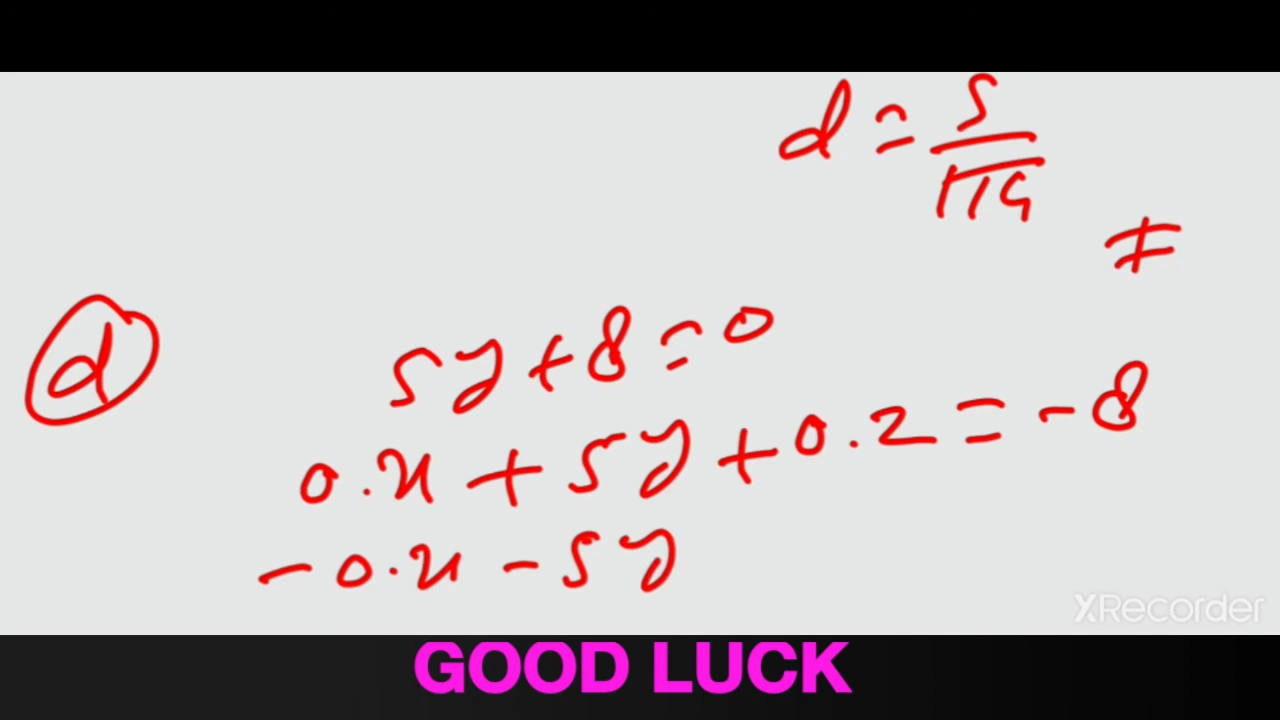 d = 5/√14
≠
(d) 5y + 8 = 0
0.x + 5y + 0.z = -8
-0.x - 5y
XRecorder
GOOD LUCK